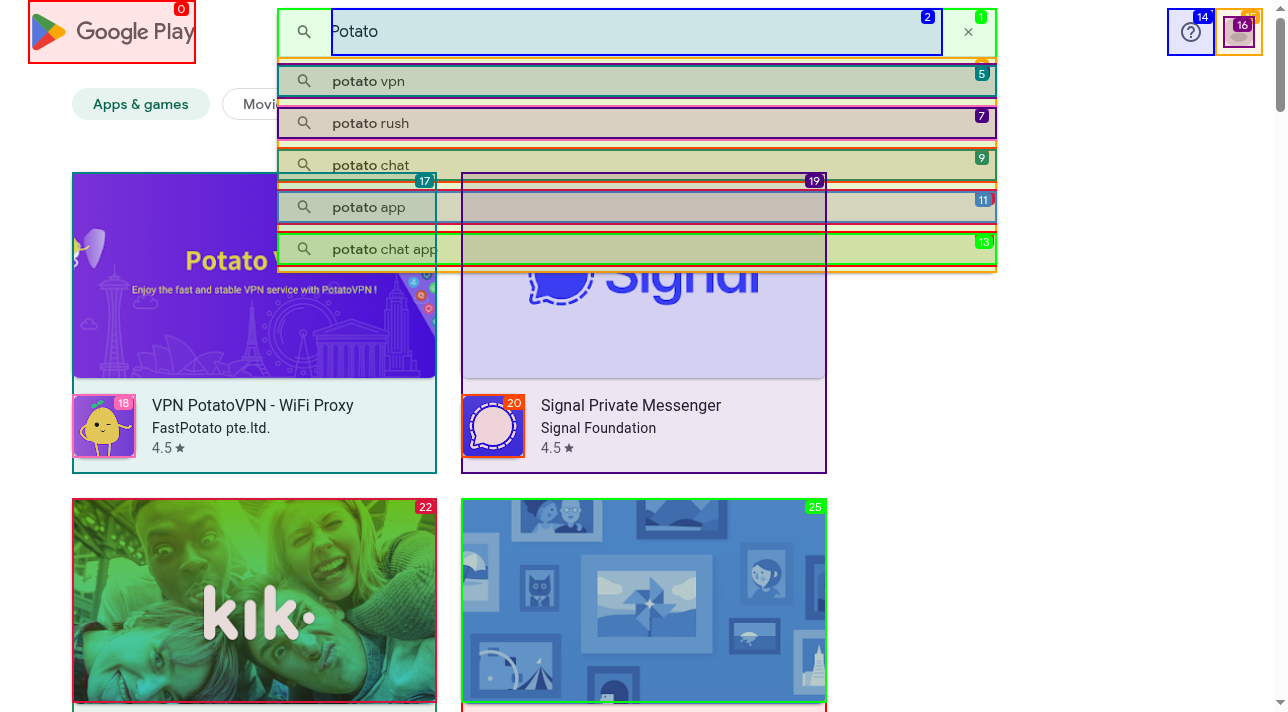 Google Play
0
Potato
2
1
14
16
potato vpn
5
Apps & games
potato rush
7
potato chat
9
17
19
potato app
11
potato chat app
13
Potato
Enjoy the fast and stable VPN service with PotatoVPN !
Signal
18
VPN PotatoVPN - WiFi Proxy
FastPotato pte.ltd.
4.5
20
Signal Private Messenger
Signal Foundation
4.5
22
25
kik.